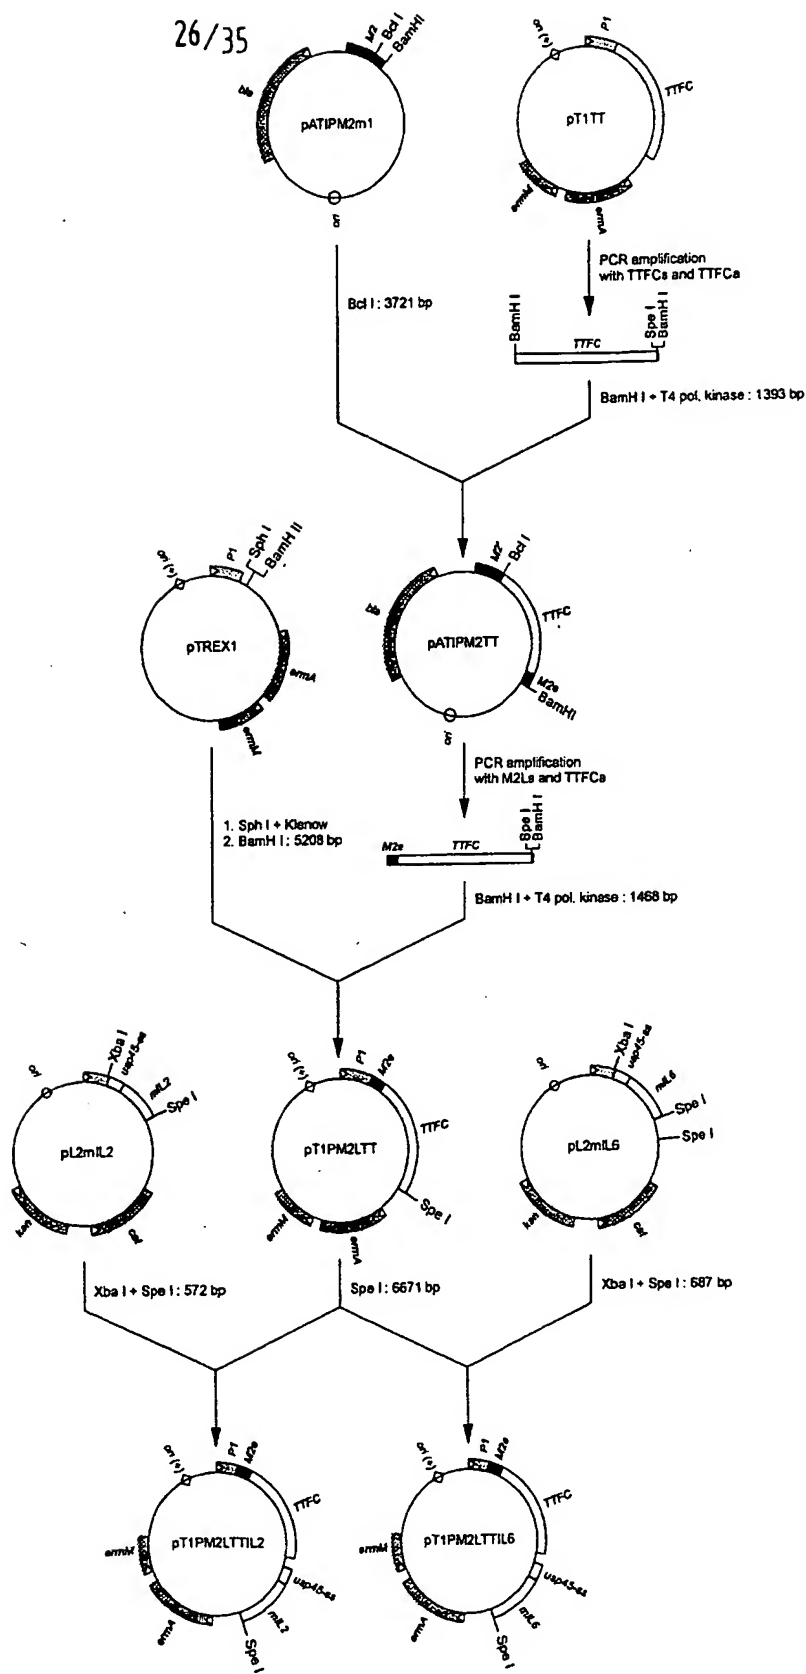 26/35
M2
Bcl I
BamHI
bla
pATIPM2m1
ori
ori (+)
P1
TTFC
pT1TT
ermM
ermA
PCR amplification
with TTFCs and TTFCa
Bcl I : 3721 bp
BamH I
Spe I
BamH I
TTFC
BamH I + T4 pol. kinase : 1393 bp
ori (+)
P1
Sph I
BamH II
pTREX1
ermA
ermM
M2'
Bcl I
bla
TTFC
pATIPM2TT
M2e
BamHI
ori
PCR amplification
with M2Ls and TTFCa
1. Sph I + Klenow
2. BamH I : 5208 bp
Spe I
BamH I
M2e
TTFC
BamH I + T4 pol. kinase : 1468 bp
ori
Xba I
usp45-ss
mIL2
Spe I
pL2mIL2
kan
cat
ori (+)
P1
M2e
TTFC
pT1PM2LTT
Spe I
ermM
ermA
ori
Xba I
usp45-ss
mIL6
Spe I
Spe I
pL2mIL6
kan
cat
Xba I + Spe I : 572 bp
Spe I : 6671 bp
Xba I + Spe I : 687 bp
ori (+)
P1
M2e
TTFC
pT1PM2LTTIL2
ermM
usp45-ss
mIL2
ermA
Spe I
ori (+)
P1
M2e
TTFC
pT1PM2LTTIL6
ermM
usp45-ss
mIL6
ermA
Spe I